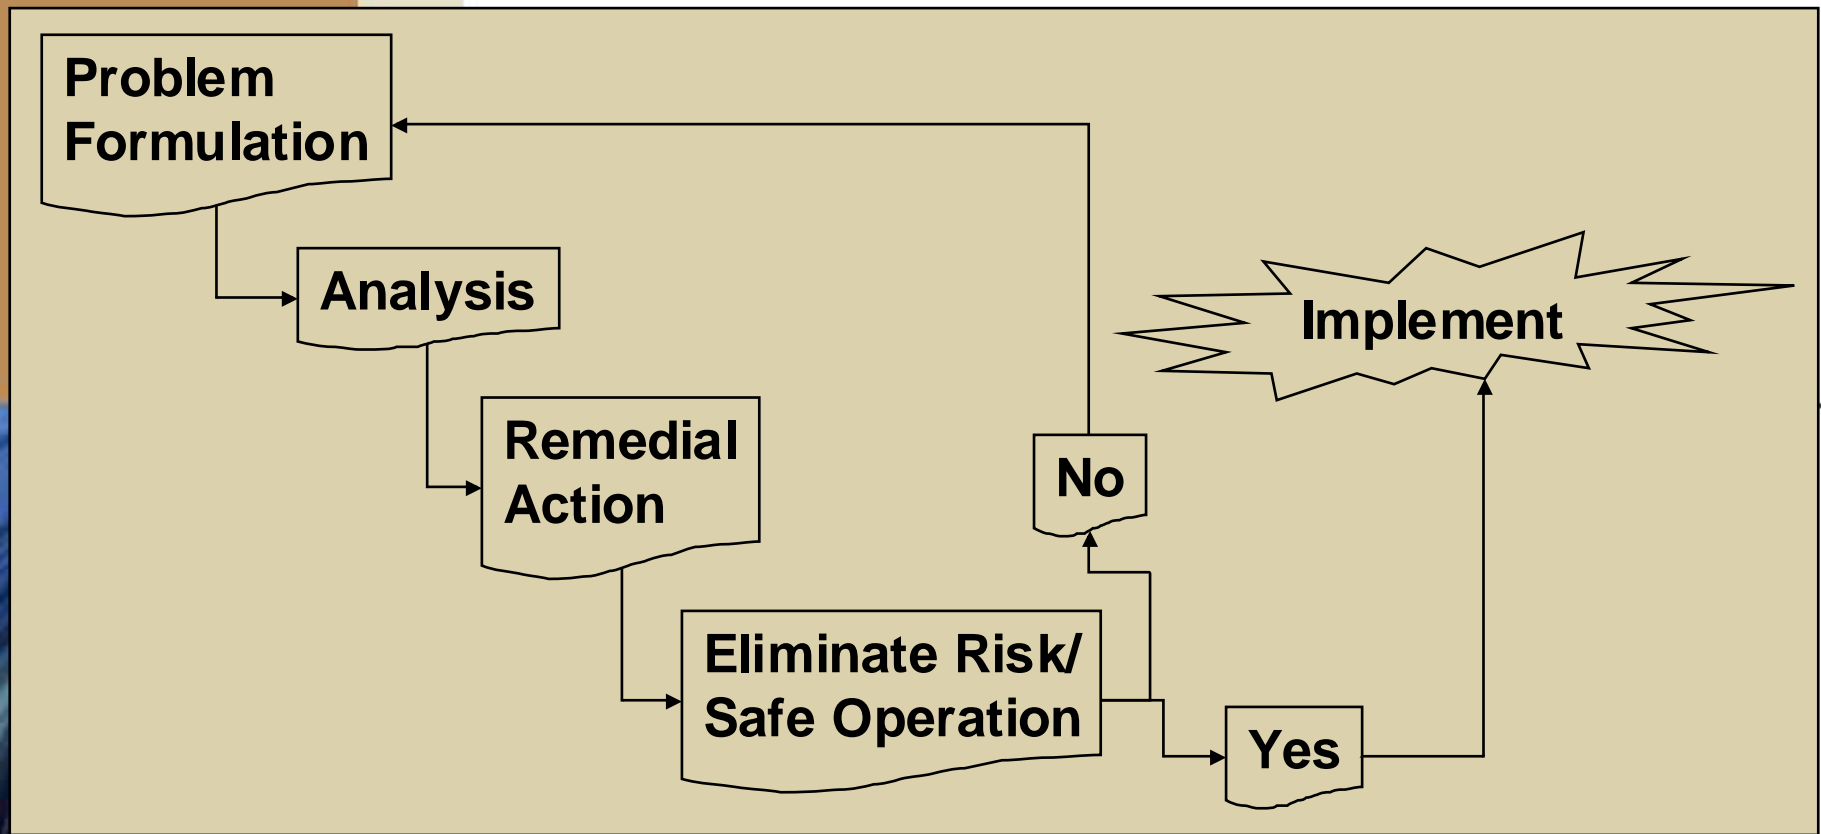 Problem
Formulation
Analysis
Implement
Remedial
Action
No
Eliminate Risk/
Safe Operation
Yes